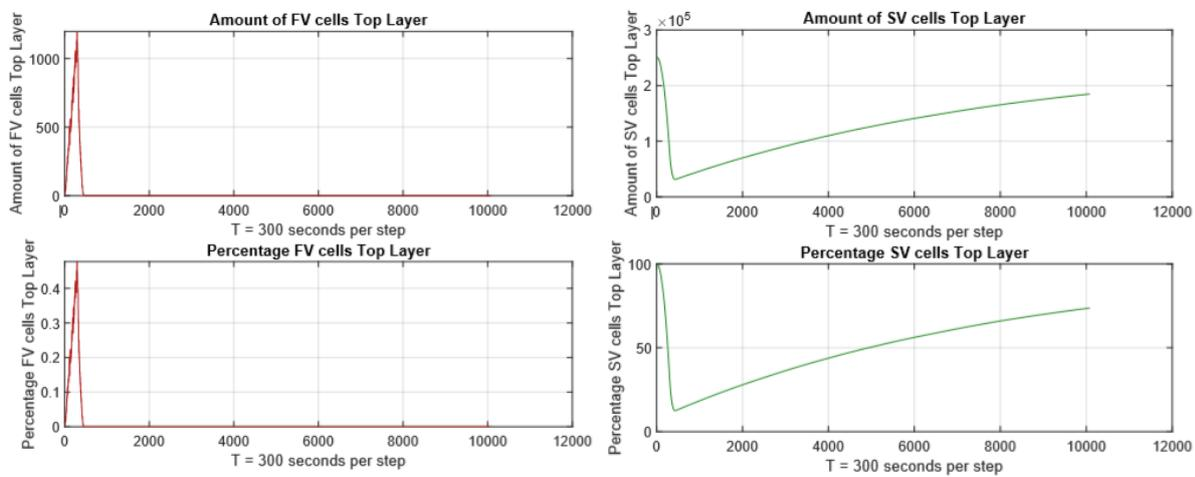 Amount of FV cells Top Layer
Amount of FV cells Top Layer
1000
500
0
0 2000 4000 6000 8000 10000 12000
T = 300 seconds per step
Amount of SV cells Top Layer
Amount of SV cells Top Layer
×10⁵
3
2
1
0
0 2000 4000 6000 8000 10000 12000
T = 300 seconds per step
Percentage FV cells Top Layer
Percentage FV cells Top Layer
0.4
0.3
0.2
0.1
0
0 2000 4000 6000 8000 10000 12000
T = 300 seconds per step
Percentage SV cells Top Layer
Percentage SV cells Top Layer
100
50
0
0 2000 4000 6000 8000 10000 12000
T = 300 seconds per step